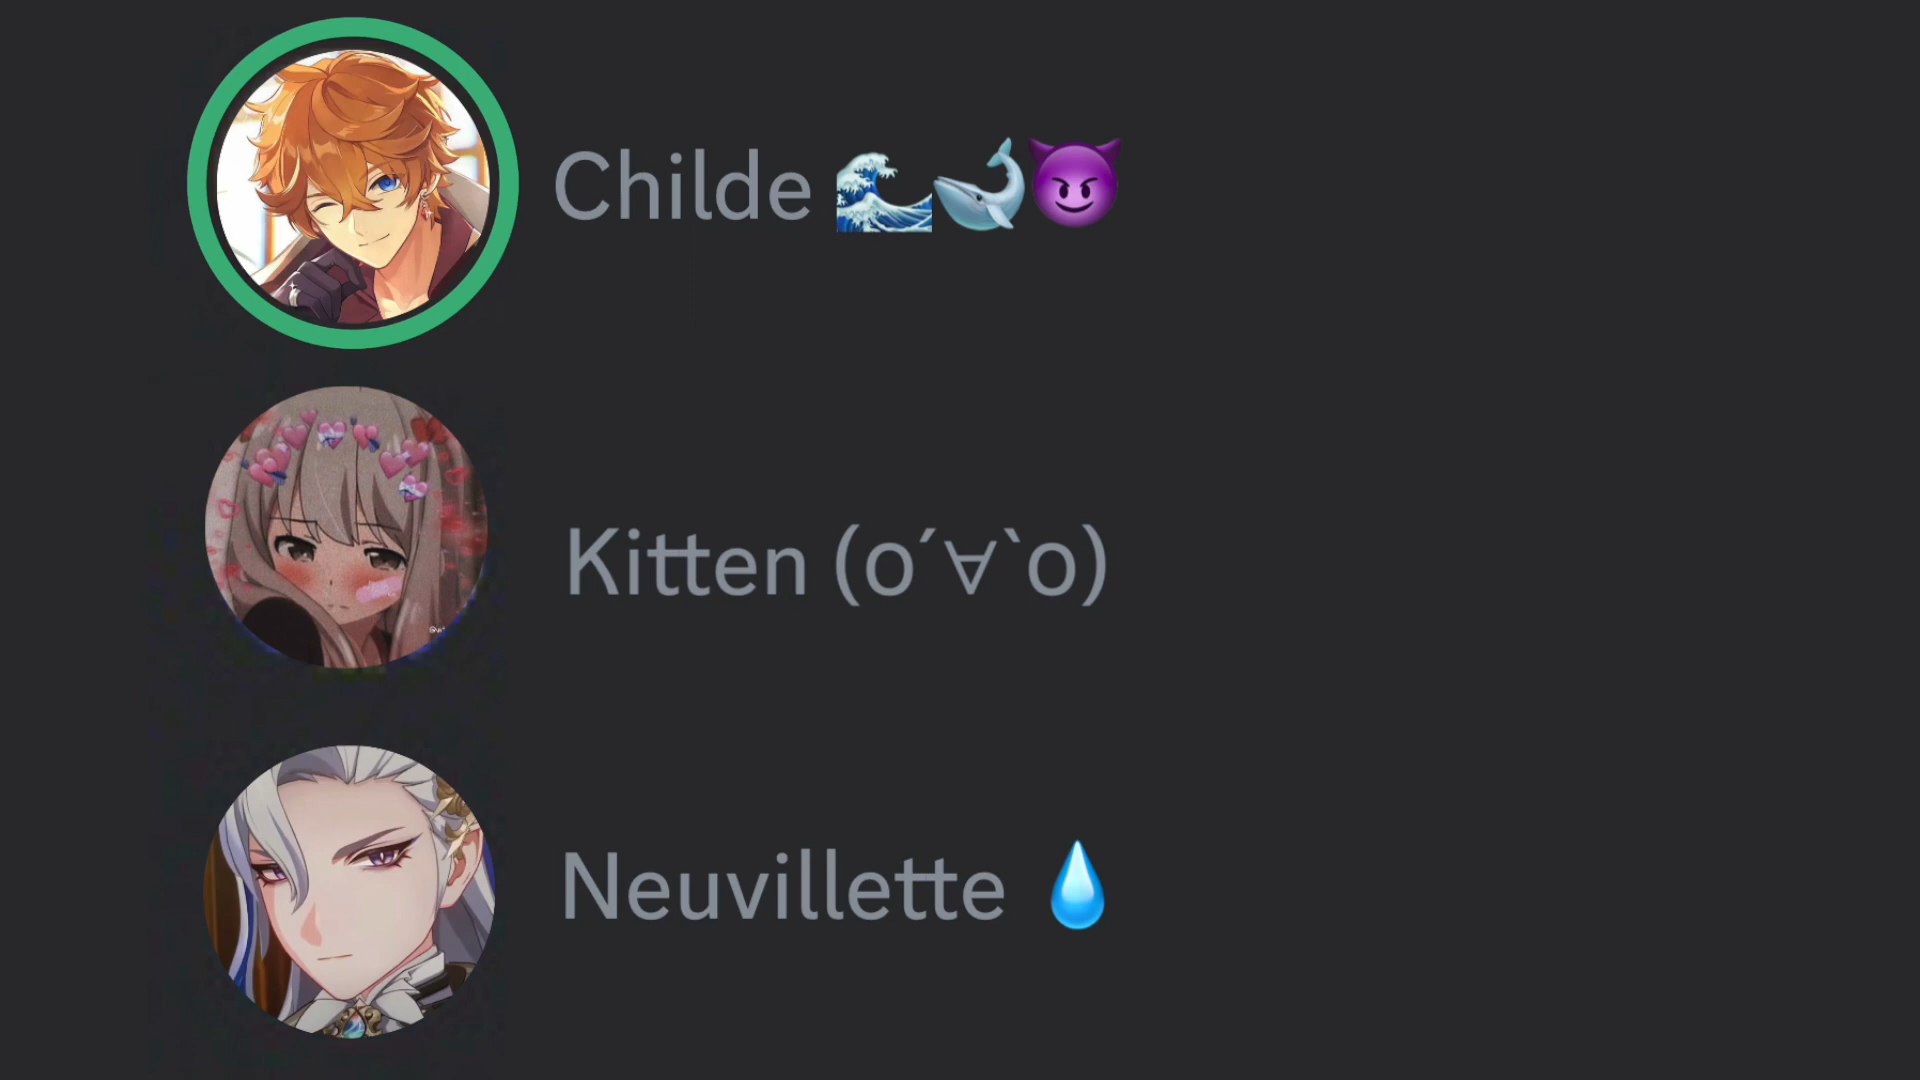 Childe 🌊🐳😈
Kitten (o´∀`o)
Neuvillette 💧